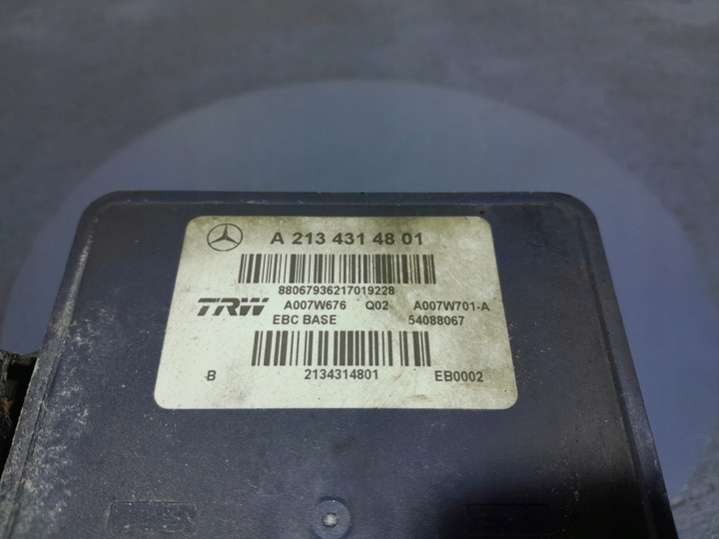 A 213 431 48 01
88067936217019228
TRW A007W676 Q02 A007W701-A
EBC BASE 54088067
B 2134314801 EB0002